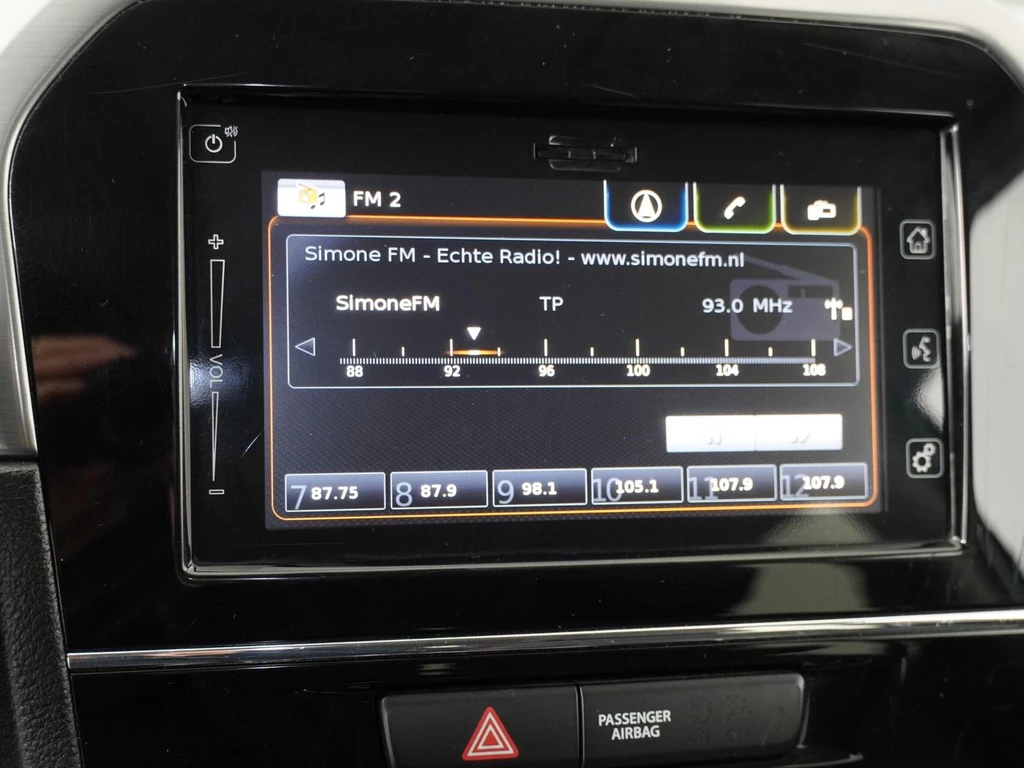 FM 2
Simone FM - Echte Radio! - www.simonefm.nl
SimoneFM TP 93.0 MHz
88 92 96 100 104 108
+
VOL
-
7 87.75 8 87.9 9 98.1 10 105.1 11 107.9 12 107.9
PASSENGER
AIRBAG